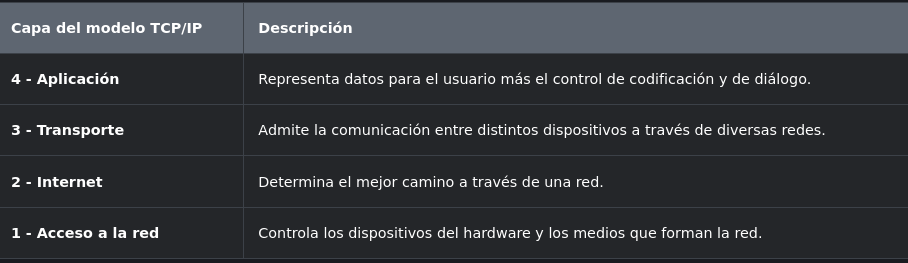 Capa del modelo TCP/IP Descripción
4 - Aplicación Representa datos para el usuario más el control de codificación y de diálogo.
3 - Transporte Admite la comunicación entre distintos dispositivos a través de diversas redes.
2 - Internet Determina el mejor camino a través de una red.
1 - Acceso a la red Controla los dispositivos del hardware y los medios que forman la red.